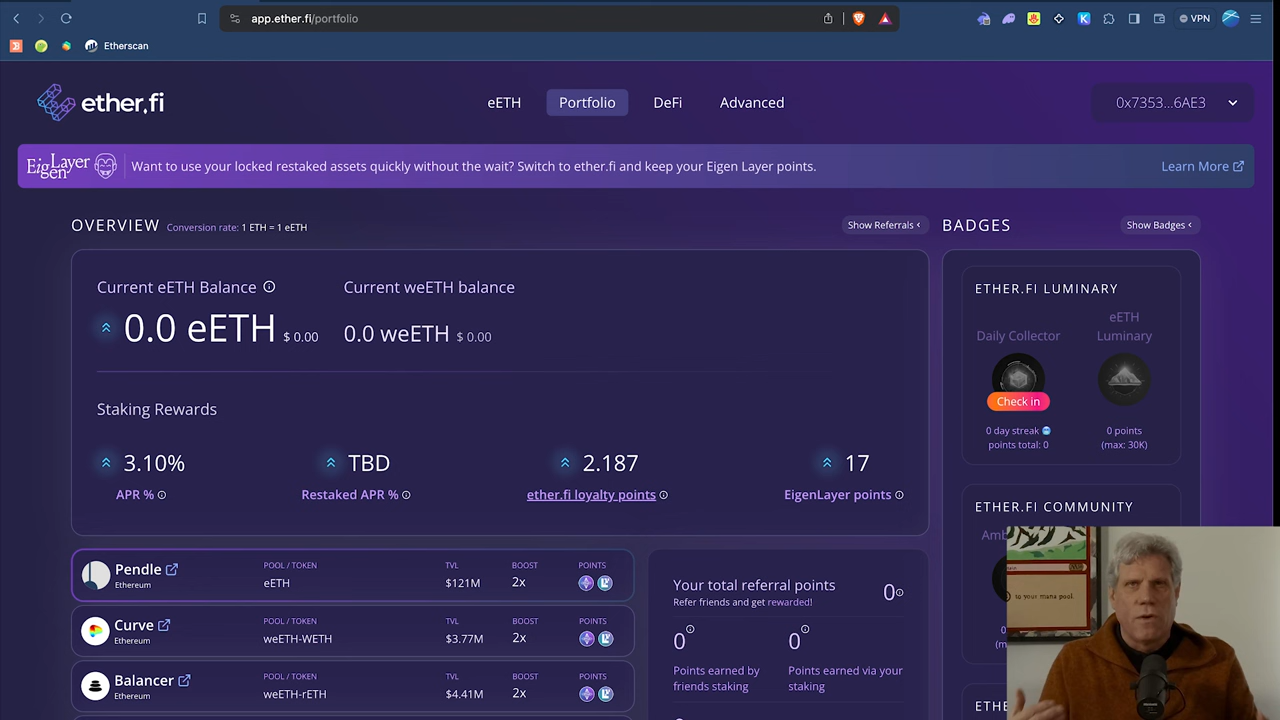 app.ether.fi/portfolio
VPN
Etherscan
ether.fi
eETH
Portfolio
DeFi
Advanced
0x7353...6AE3
EigenLayer
Want to use your locked restaked assets quickly without the wait? Switch to ether.fi and keep your Eigen Layer points.
Learn More
OVERVIEW
Conversion rate: 1 ETH = 1 eETH
Show Referrals
BADGES
Show Badges
Current eETH Balance
Current weETH balance
0.0 eETH $ 0.00
0.0 weETH $ 0.00
Staking Rewards
3.10%
TBD
2.187
17
APR %
Restaked APR %
ether.fi loyalty points
EigenLayer points
ETHER.FI LUMINARY
Daily Collector
eETH
Luminary
Check in
0 day streak
points total: 0
0 points
(max: 30K)
ETHER.FI COMMUNITY
Pendle
Ethereum
POOL / TOKEN
eETH
TVL
$121M
BOOST
2x
POINTS
Curve
Ethereum
POOL / TOKEN
weETH-WETH
TVL
$3.77M
BOOST
2x
POINTS
Balancer
Ethereum
POOL / TOKEN
weETH-rETH
TVL
$4.41M
BOOST
2x
POINTS
Your total referral points
Refer friends and get rewarded!
0
0
Points earned by
friends staking
0
Points earned via your
staking
to your mana pool.